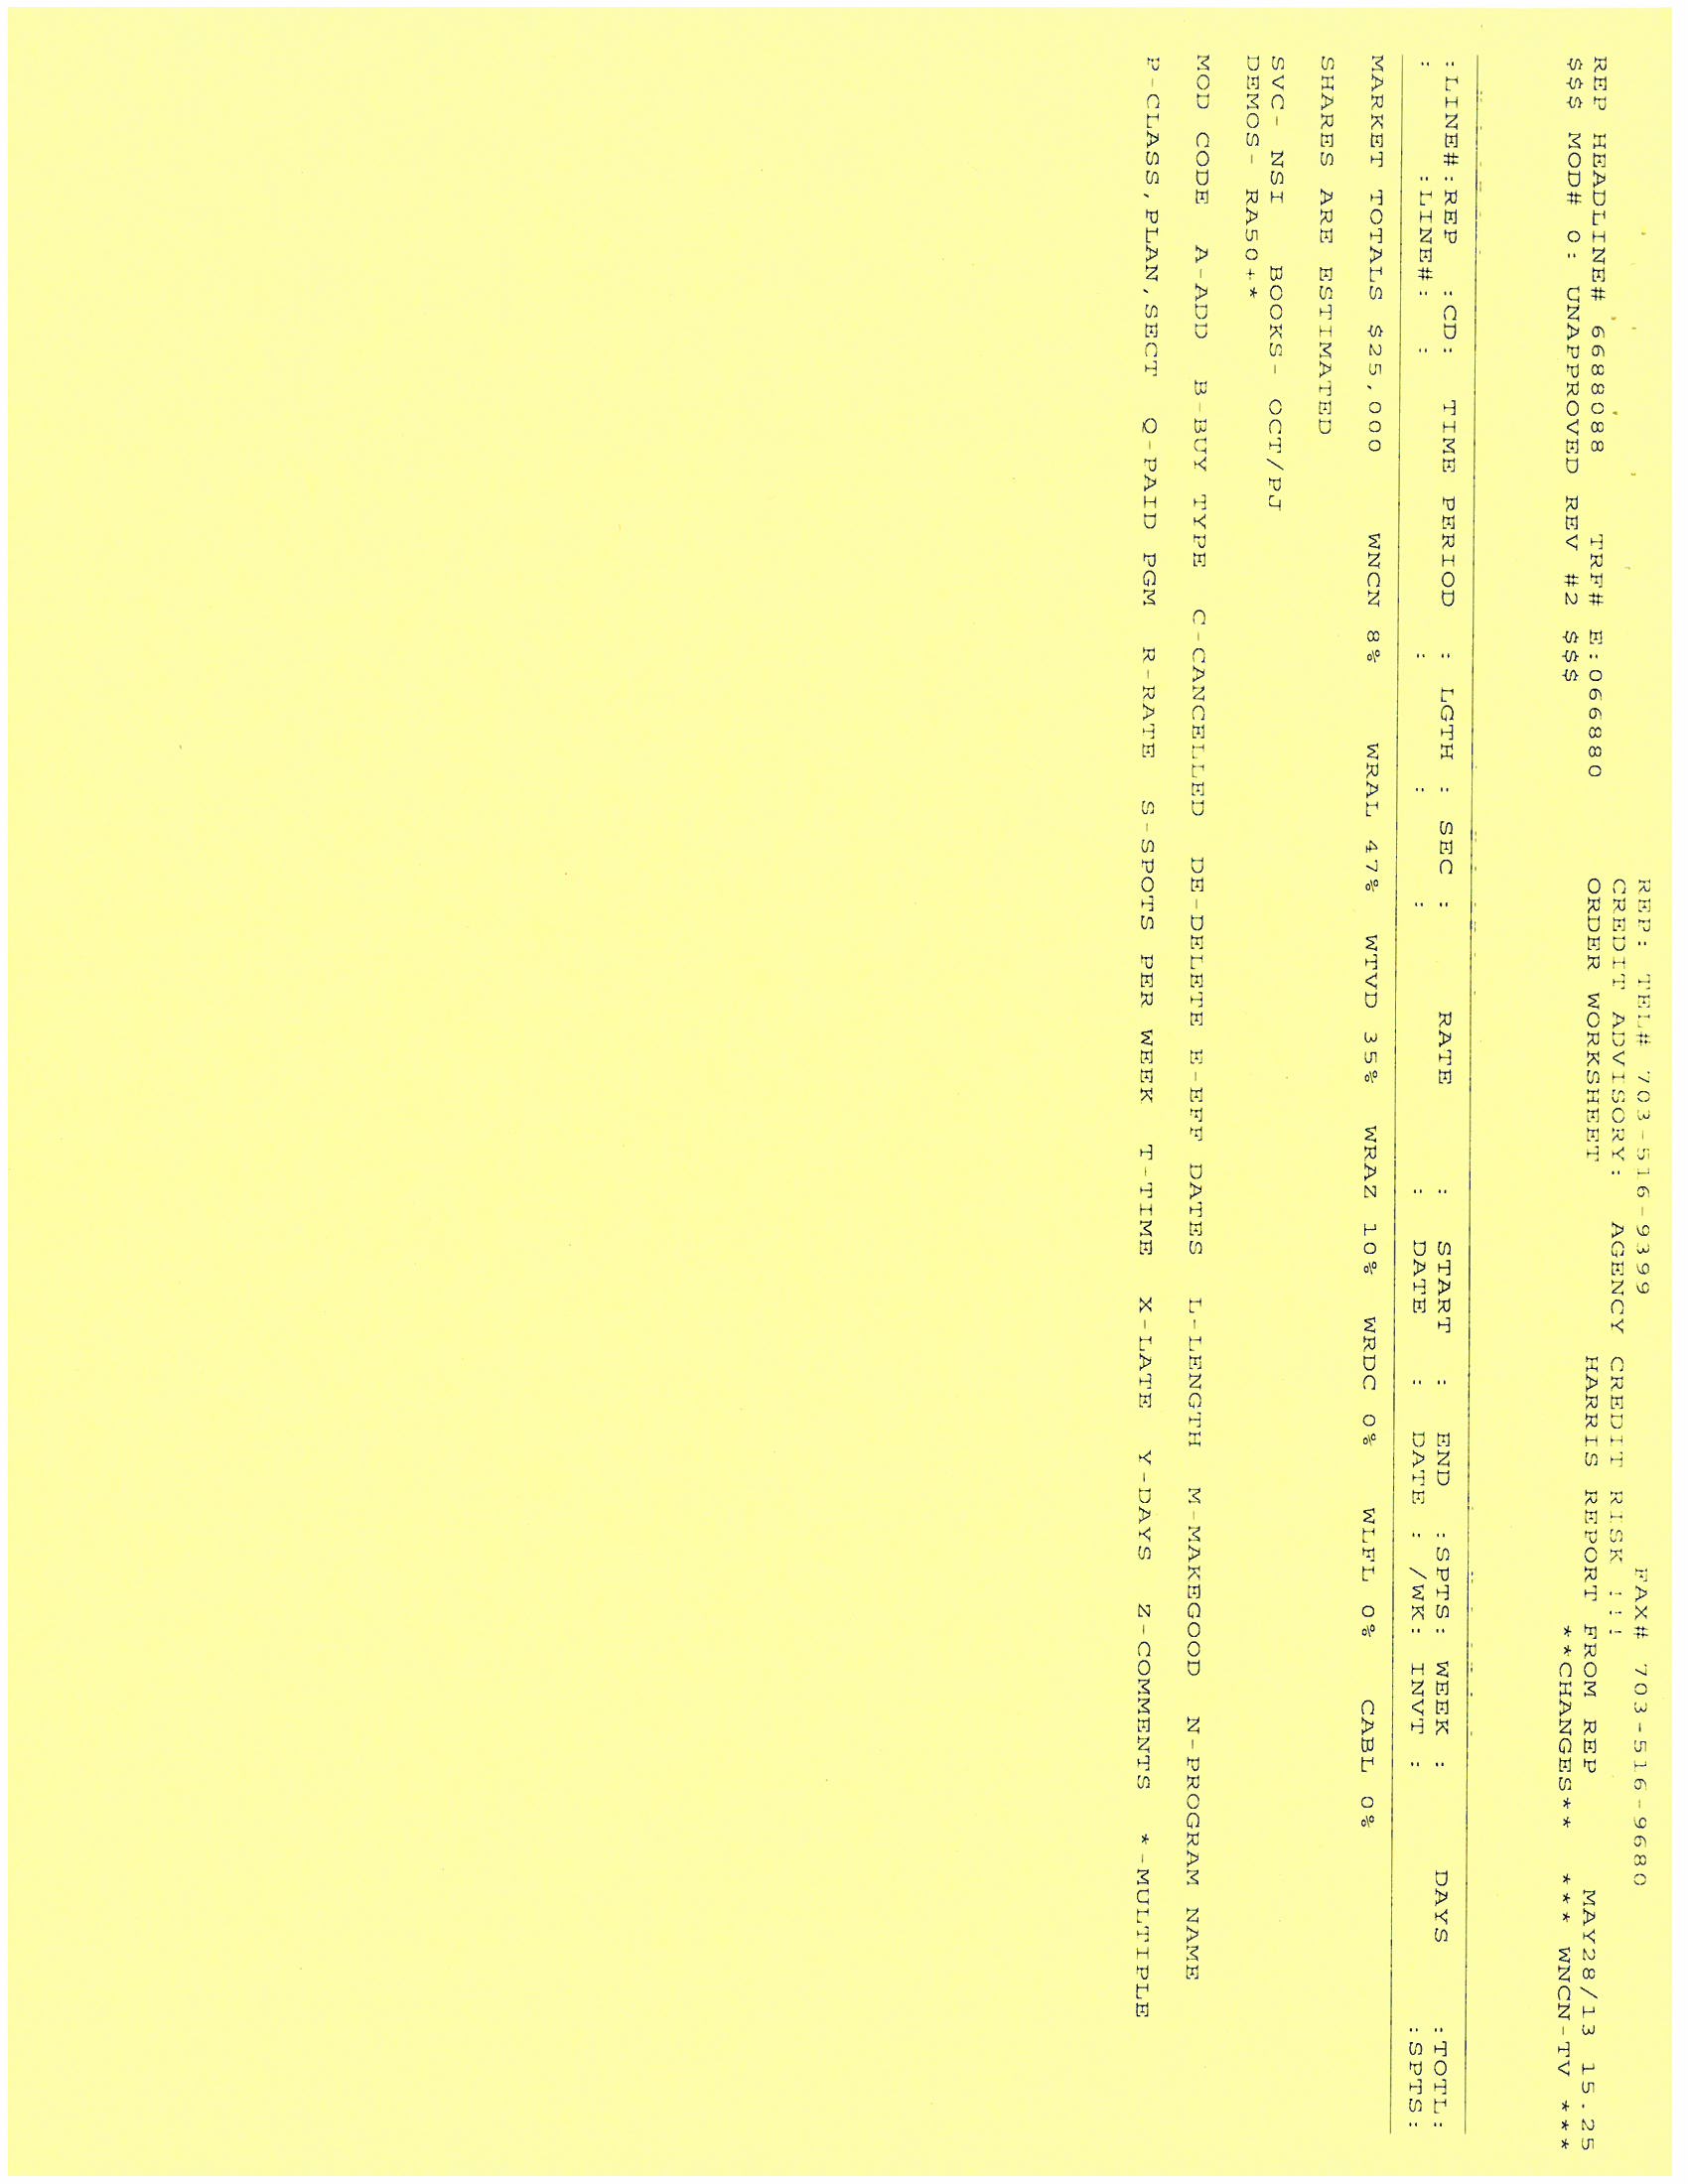 REP: TEL# 703-516-9399 FAX# 703-516-9680
CREDIT ADVISORY: AGENCY CREDIT RISK !!!
REP HEADLINE# 6688088 TRF# E:066880 ORDER WORKSHEET HARRIS REPORT FROM REP MAY28/13 15.25
$$$ MOD# 0: UNAPPROVED REV #2 $$$ **CHANGES** *** WNCN-TV ***
:LINE#:REP :CD: TIME PERIOD : LGTH : SEC : RATE : START : END :SPTS: WEEK : DAYS :TOTL:
: :LINE#: : : : : : DATE : DATE : /WK: INVT : :SPTS:
MARKET TOTALS $25,000 WNCN 8% WRAL 47% WTVD 35% WRAZ 10% WRDC 0% WLFL 0% CABL 0%
SHARES ARE ESTIMATED
SVC- NSI BOOKS- OCT/PJ
DEMOS- RA50+*
MOD CODE A-ADD B-BUY TYPE C-CANCELLED DE-DELETE E-EFF DATES L-LENGTH M-MAKEGOOD N-PROGRAM NAME
P-CLASS,PLAN,SECT Q-PAID PGM R-RATE S-SPOTS PER WEEK T-TIME X-LATE Y-DAYS Z-COMMENTS *-MULTIPLE